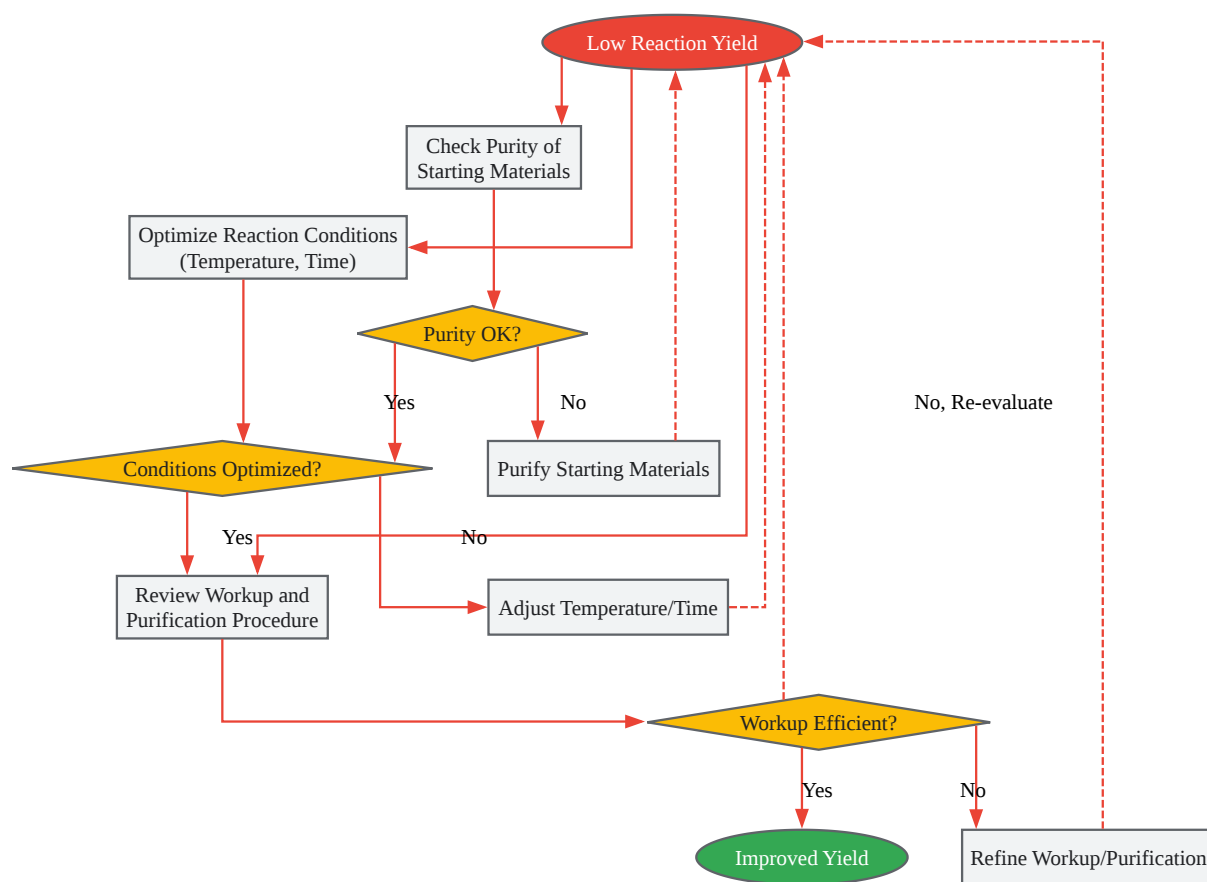 Low Reaction Yield
Check Purity of
Starting Materials
Optimize Reaction Conditions
(Temperature, Time)
Purity OK?
Yes
No
No, Re-evaluate
Conditions Optimized?
Purify Starting Materials
Yes
No
Review Workup and
Purification Procedure
Adjust Temperature/Time
Workup Efficient?
Yes
No
Improved Yield
Refine Workup/Purification